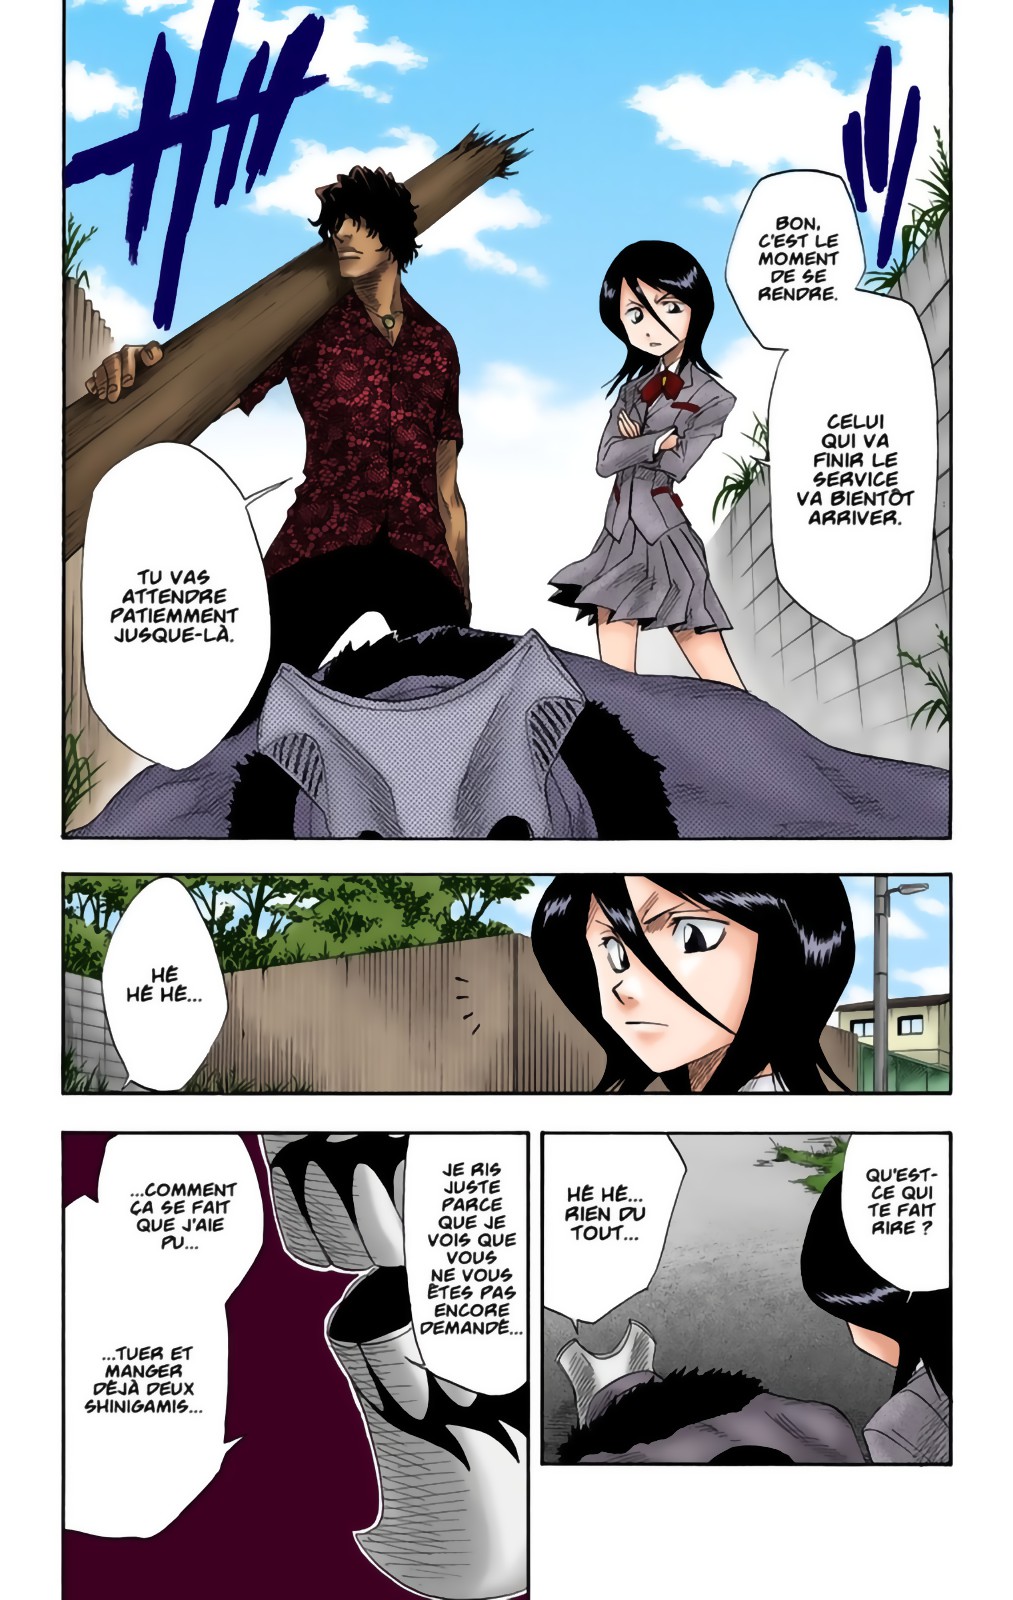 BON,
C'EST LE
MOMENT
DE SE
RENDRE.
CELUI
QUI VA
FINIR LE
SERVICE
VA BIENTÔT
ARRIVER.
TU VAS
ATTENDRE
PATIEMMENT
JUSQUE-LÀ.
HÉ
HÉ HÉ...
QU'EST-
CE QUI
TE FAIT
RIRE ?
HÉ HÉ...
RIEN DU
TOUT...
JE RIS
JUSTE
PARCE
QUE JE
VOIS QUE
VOUS
NE VOUS
ÊTES PAS
ENCORE
DEMANDÉ...
...COMMENT
ÇA SE FAIT
QUE J'AIE
PU...
...TUER ET
MANGER
DÉJÀ DEUX
SHINIGAMIS...